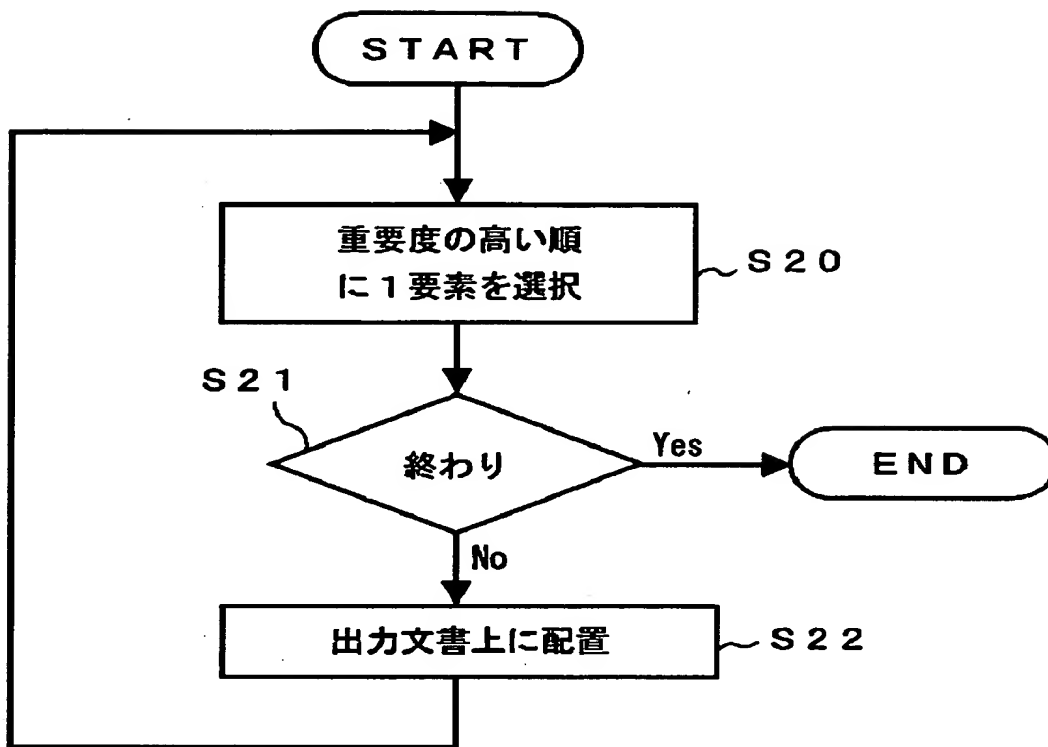 ＳＴＡＲＴ
重要度の高い順
に１要素を選択
Ｓ２０
Ｓ２１
終わり
Yes
ＥＮＤ
No
出力文書上に配置
Ｓ２２